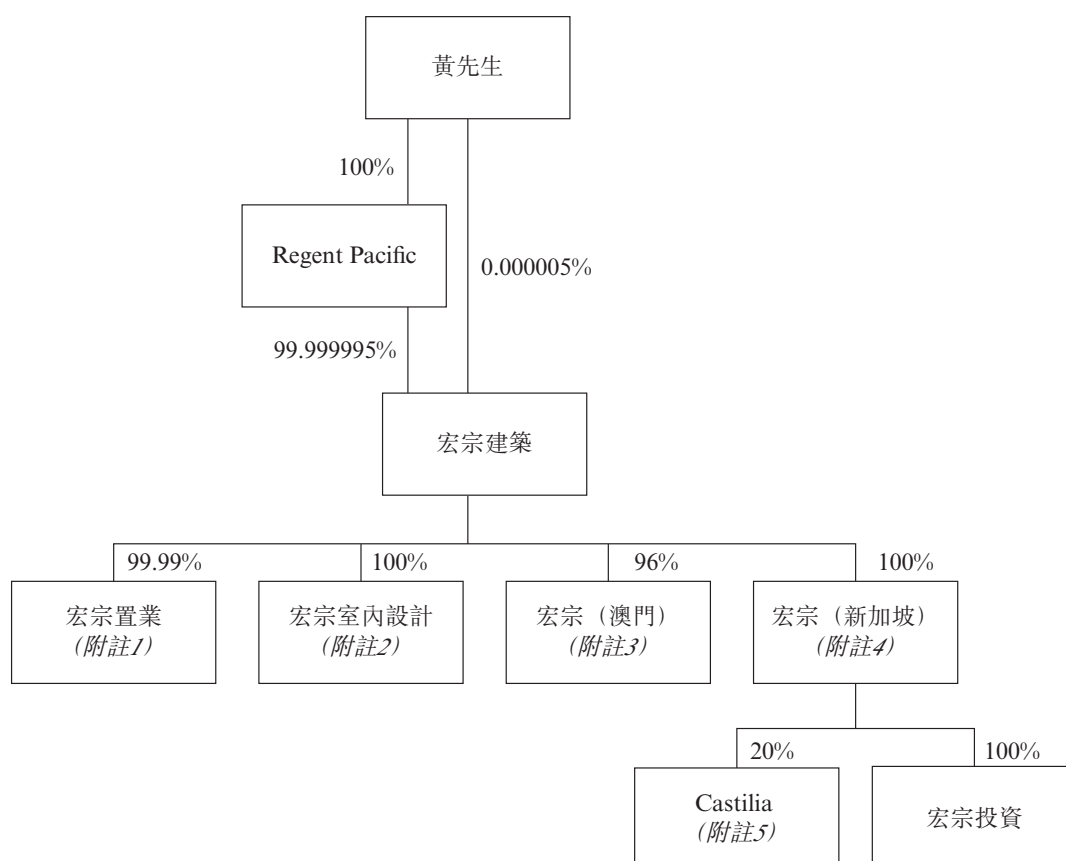 黃先生
100%
Regent Pacific
0.000005%
99.999995%
宏宗建築
99.99%
100%
96%
100%
宏宗置業
(附註1)
宏宗室內設計
(附註2)
宏宗（澳門）
(附註3)
宏宗（新加坡）
(附註4)
20%
100%
Castilia
(附註5)
宏宗投資